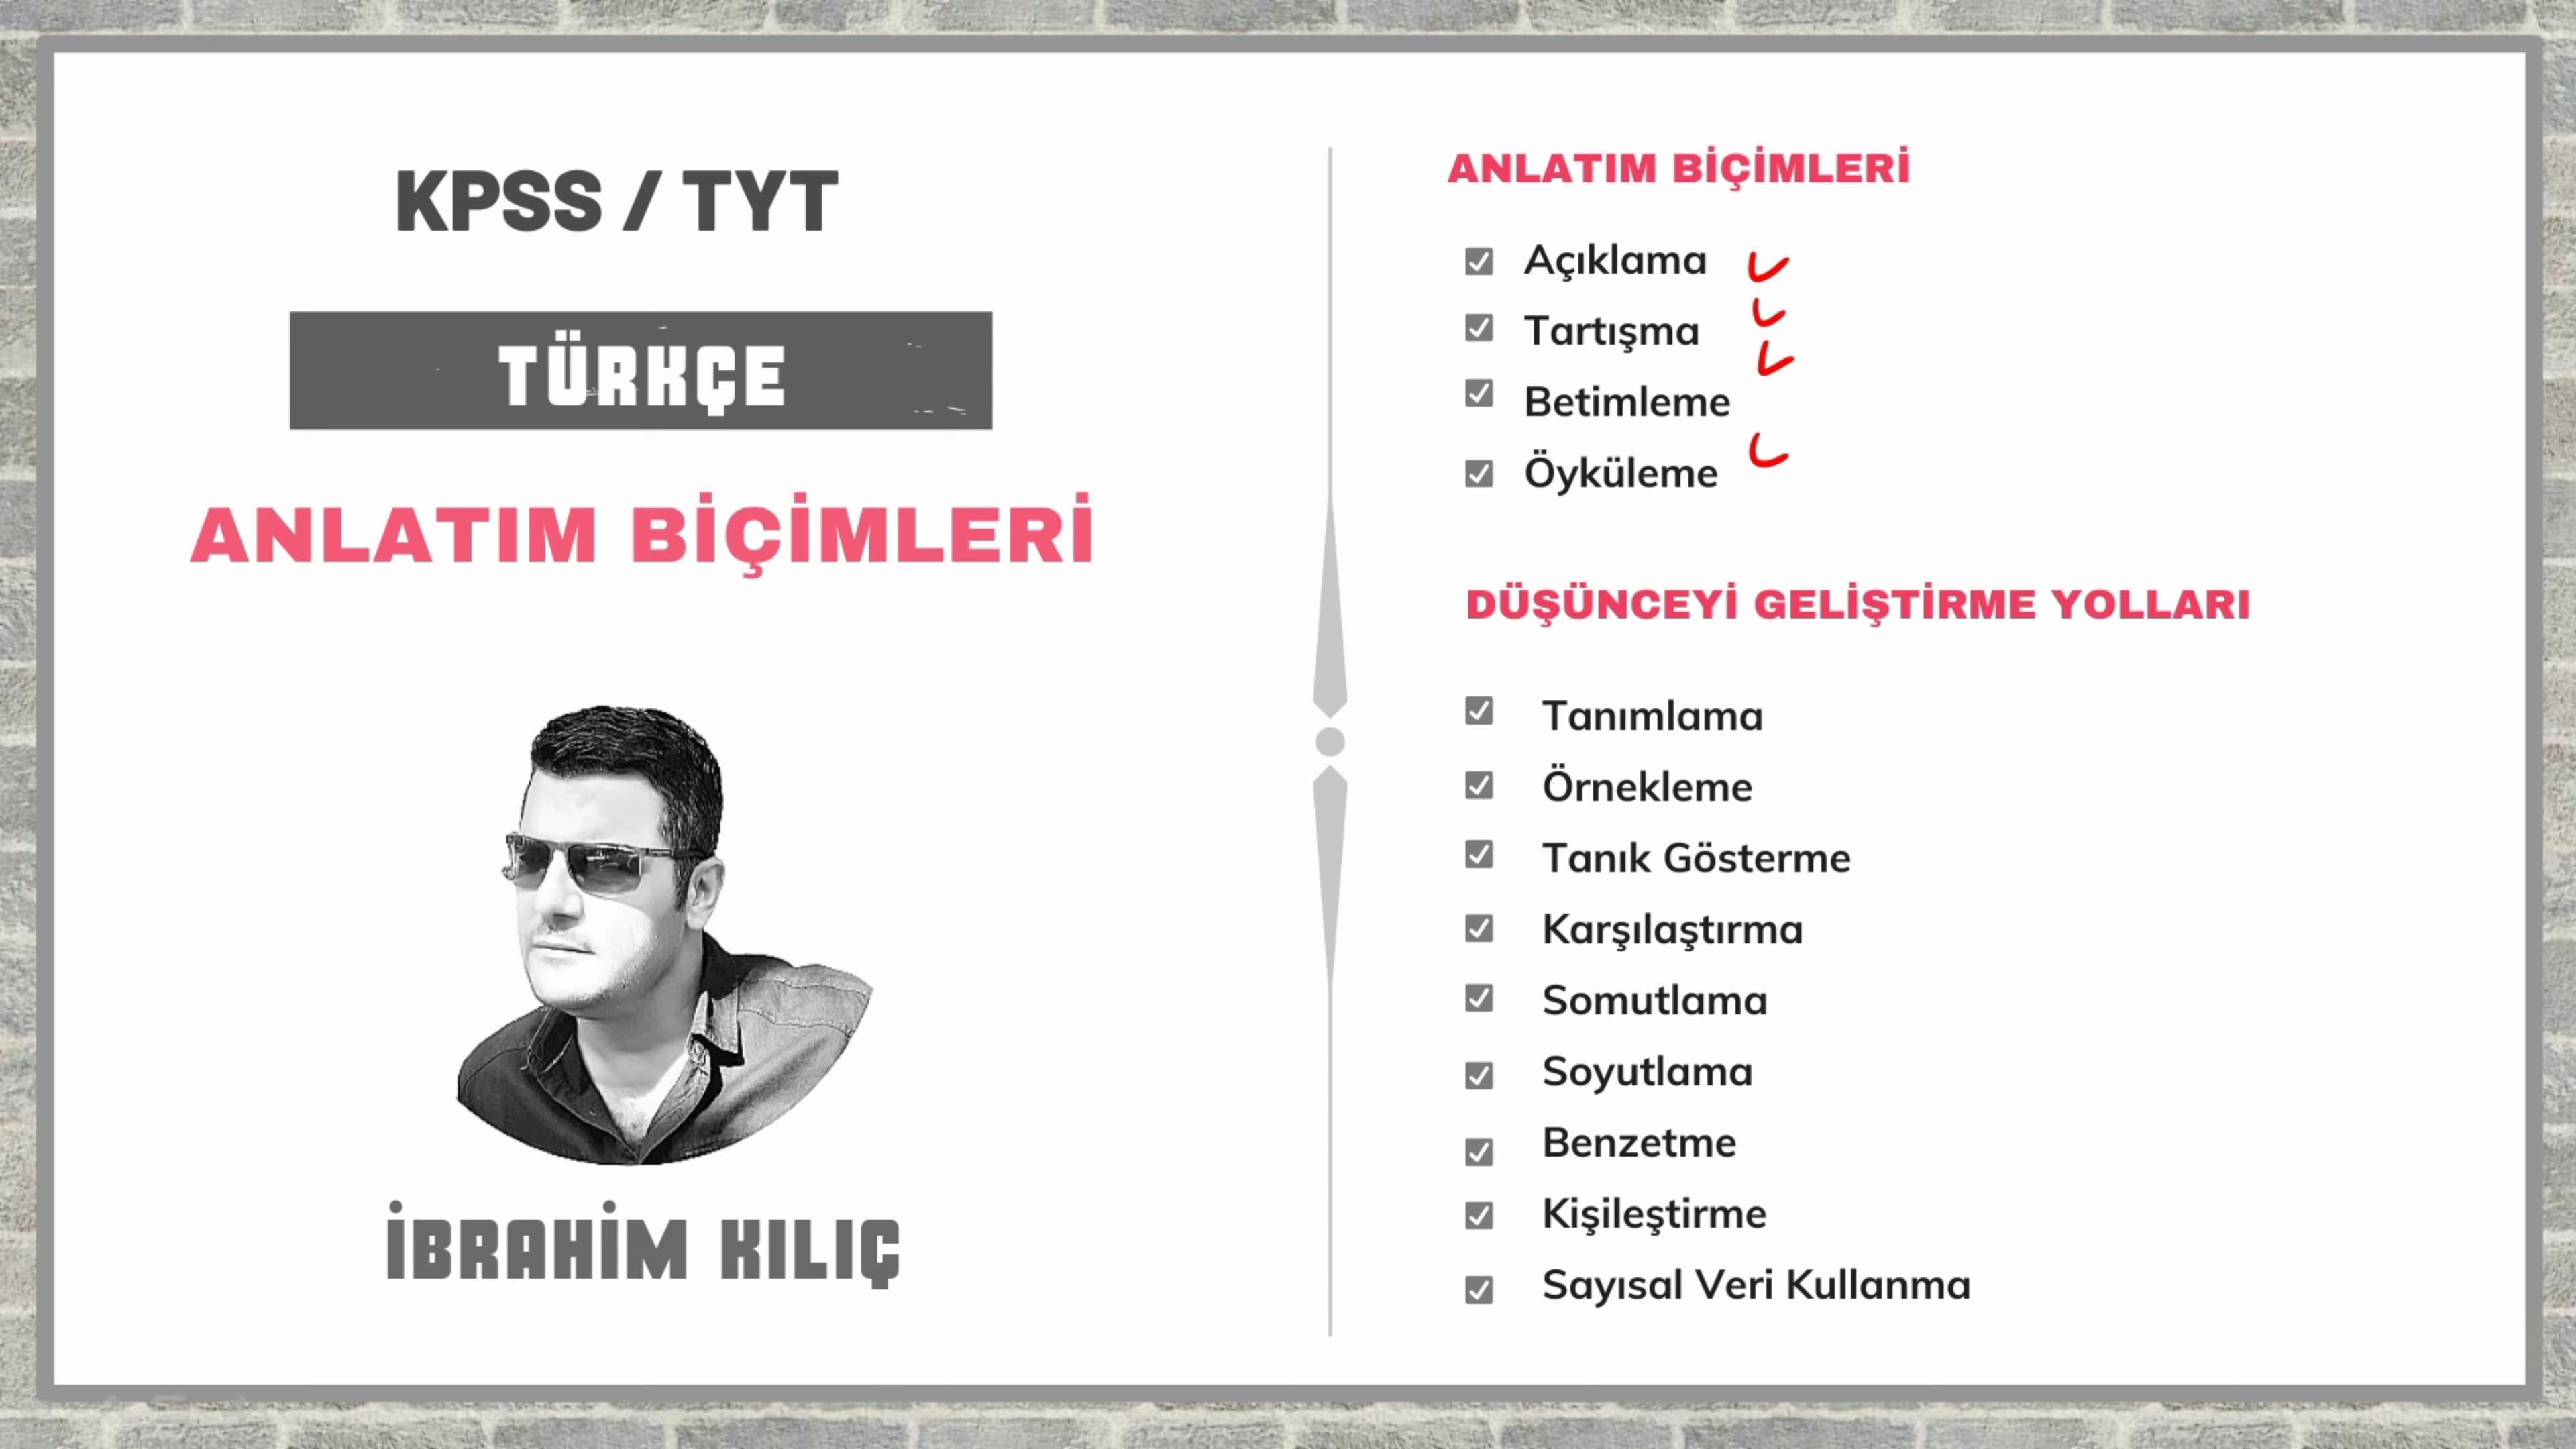 KPSS / TYT
TÜRKÇE
ANLATIM BİÇİMLERİ
İBRAHİM KILIÇ
ANLATIM BİÇİMLERİ
Açıklama
Tartışma
Betimleme
Öyküleme
DÜŞÜNCEYİ GELİŞTİRME YOLLARI
Tanımlama
Örnekleme
Tanık Gösterme
Karşılaştırma
Somutlama
Soyutlama
Benzetme
Kişileştirme
Sayısal Veri Kullanma